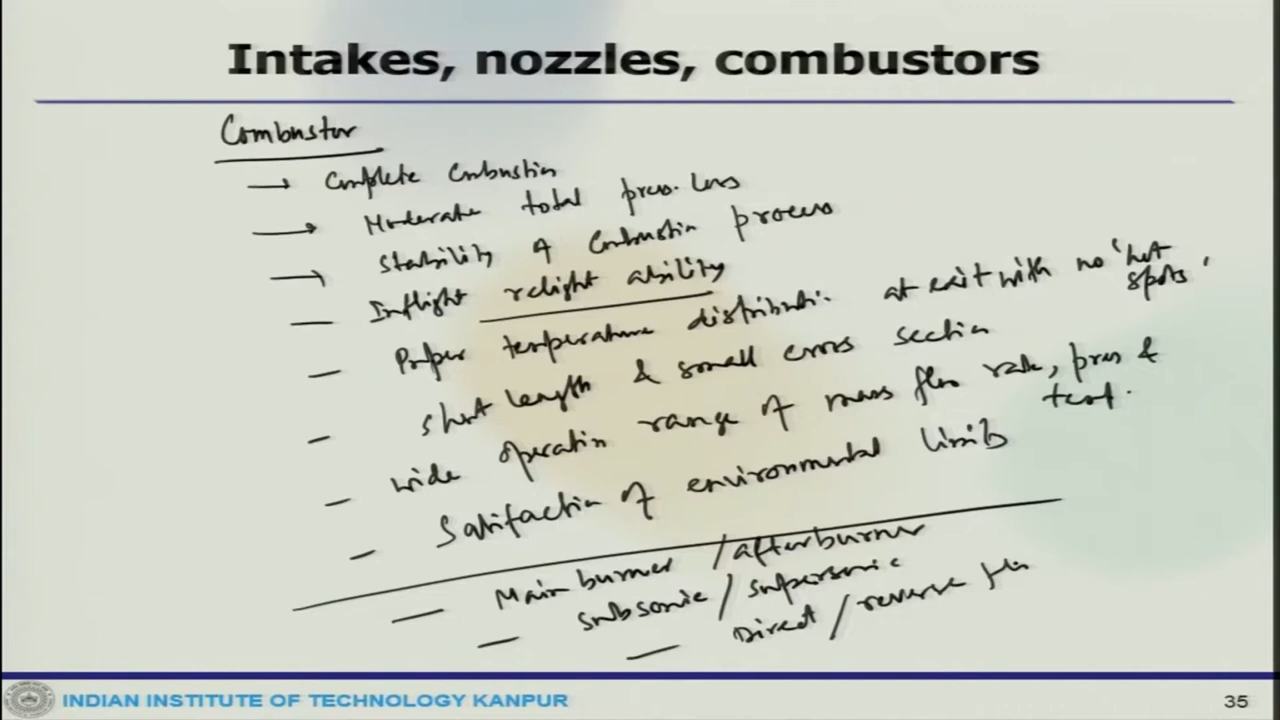 Intakes, nozzles, combustors
Combustor
→ Complete Combustion
→ Moderate total press. loss
→ Stability of Combustion process
— Inflight relight ability
— Proper temperature distribution at exit with no 'hot spots'
— Short length & small cross section
— wide operation range of mass flow rate, press & temp.
— Satisfaction of environmental limits
— Main burner / afterburner
— subsonic / supersonic
— Direct / reverse flow
INDIAN INSTITUTE OF TECHNOLOGY KANPUR
35